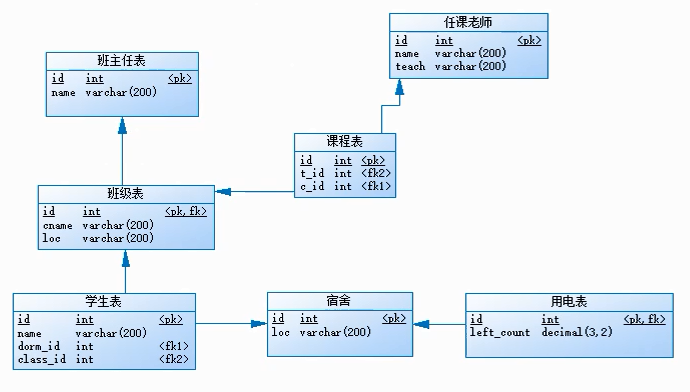 任课老师
id int <pk>
name varchar(200)
teach varchar(200)
班主任表
id int <pk>
name varchar(200)
课程表
id int <pk>
t_id int <fk2>
c_id int <fk1>
班级表
id int <pk,fk>
cname varchar(200)
loc varchar(200)
学生表
id int <pk>
name varchar(200)
dorm_id int <fk1>
class_id int <fk2>
宿舍
id int <pk>
loc varchar(200)
用电表
id int <pk,fk>
left_count decimal(3,2)